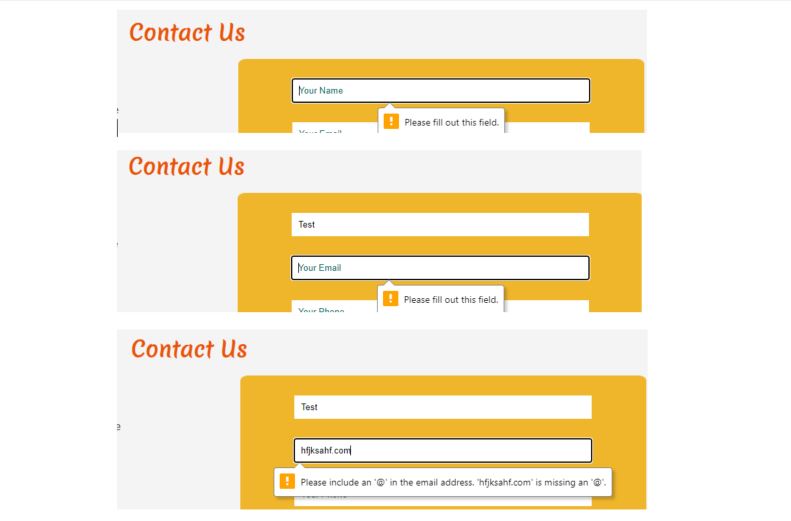 Contact Us
Your Name
Please fill out this field.
Your Email
Contact Us
Test
Your Email
Please fill out this field.
Your Phone
Contact Us
e
Test
hfjksahf.com
Please include an '@' in the email address. 'hfjksahf.com' is missing an '@'.
Your Phone